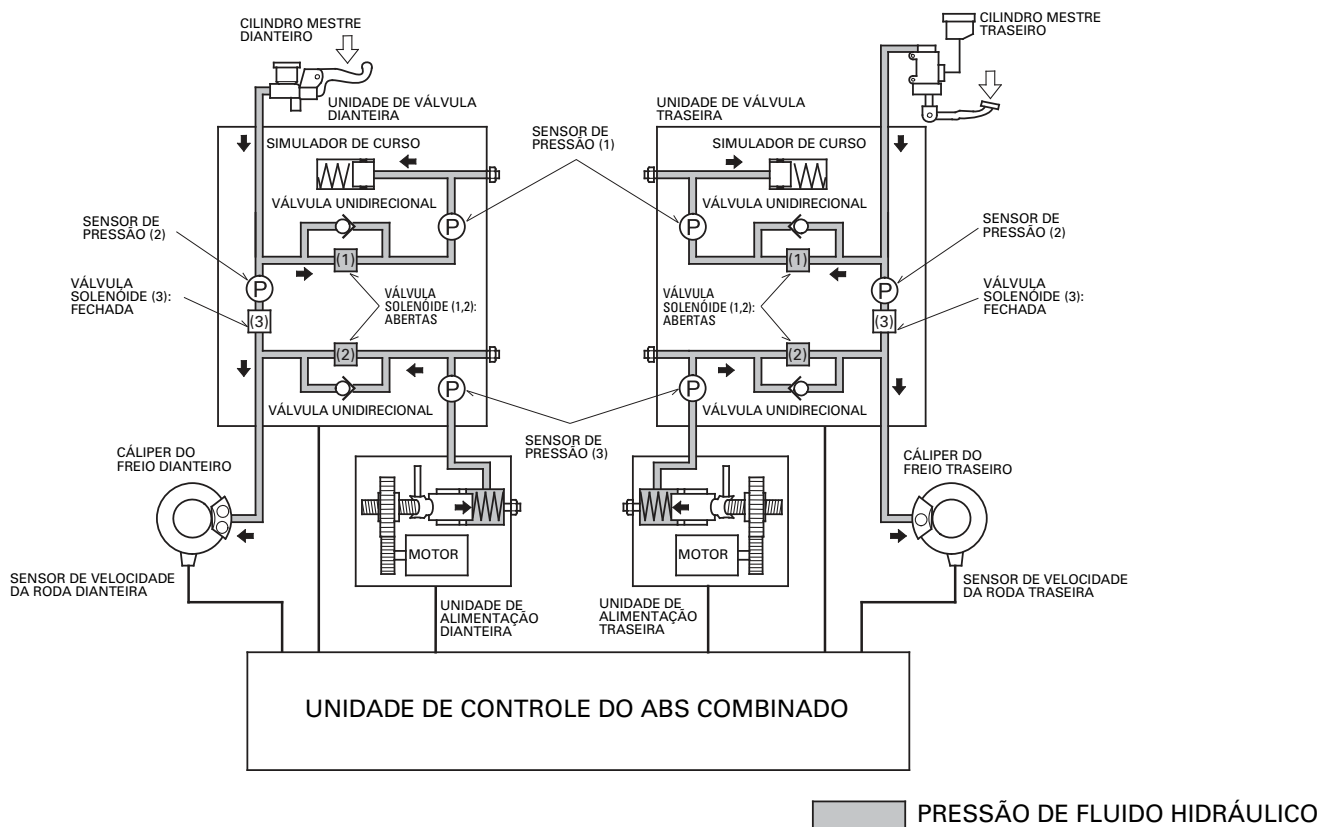 CILINDRO MESTRE
DIANTEIRO
CILINDRO MESTRE
TRASEIRO
UNIDADE DE VÁLVULA
DIANTEIRA
UNIDADE DE VÁLVULA
TRASEIRA
SENSOR DE
PRESSÃO (1)
SIMULADOR DE CURSO
SIMULADOR DE CURSO
VÁLVULA UNIDIRECIONAL
VÁLVULA UNIDIRECIONAL
SENSOR DE
PRESSÃO (2)
SENSOR DE
PRESSÃO (2)
P
P
(1)
(1)
P
P
VÁLVULA
SOLENÓIDE (3):
FECHADA
VÁLVULA
SOLENÓIDE (1,2):
ABERTAS
VÁLVULA
SOLENÓIDE (1,2):
ABERTAS
VÁLVULA
SOLENÓIDE (3):
FECHADA
(3)
(3)
(2)
(2)
P
P
VÁLVULA UNIDIRECIONAL
VÁLVULA UNIDIRECIONAL
SENSOR DE
PRESSÃO (3)
CÁLIPER DO
FREIO DIANTEIRO
CÁLIPER DO
FREIO TRASEIRO
MOTOR
MOTOR
SENSOR DE VELOCIDADE
DA RODA DIANTEIRA
SENSOR DE VELOCIDADE
DA RODA TRASEIRA
UNIDADE DE
ALIMENTAÇÃO
DIANTEIRA
UNIDADE DE
ALIMENTAÇÃO
TRASEIRA
UNIDADE DE CONTROLE DO ABS COMBINADO
PRESSÃO DE FLUIDO HIDRÁULICO